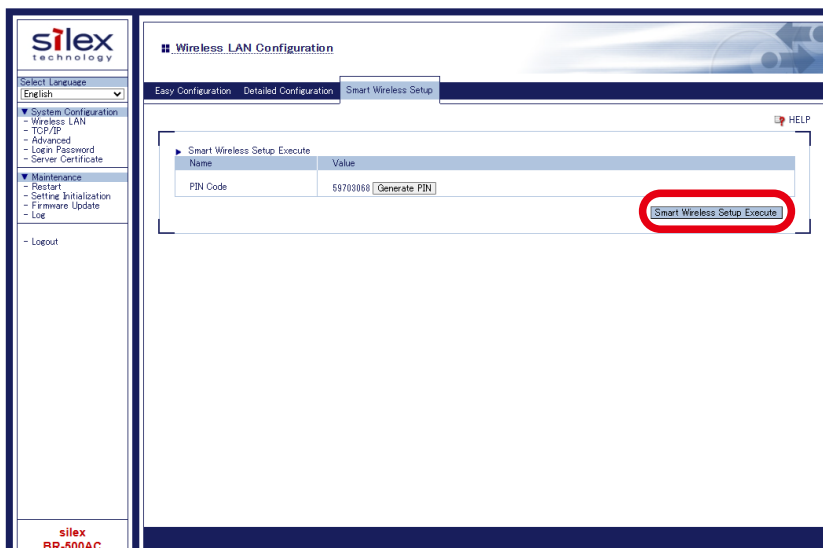 silex
technology
Select Language
English
▼ System Configuration
- Wireless LAN
- TCP/IP
- Advanced
- Login Password
- Server Certificate
▼ Maintenance
- Restart
- Setting Initialization
- Firmware Update
- Log
- Logout
silex
BR-500AC
Wireless LAN Configuration
Easy Configuration Detailed Configuration Smart Wireless Setup
HELP
Smart Wireless Setup Execute
Name Value
PIN Code 59703068 Generate PIN
Smart Wireless Setup Execute